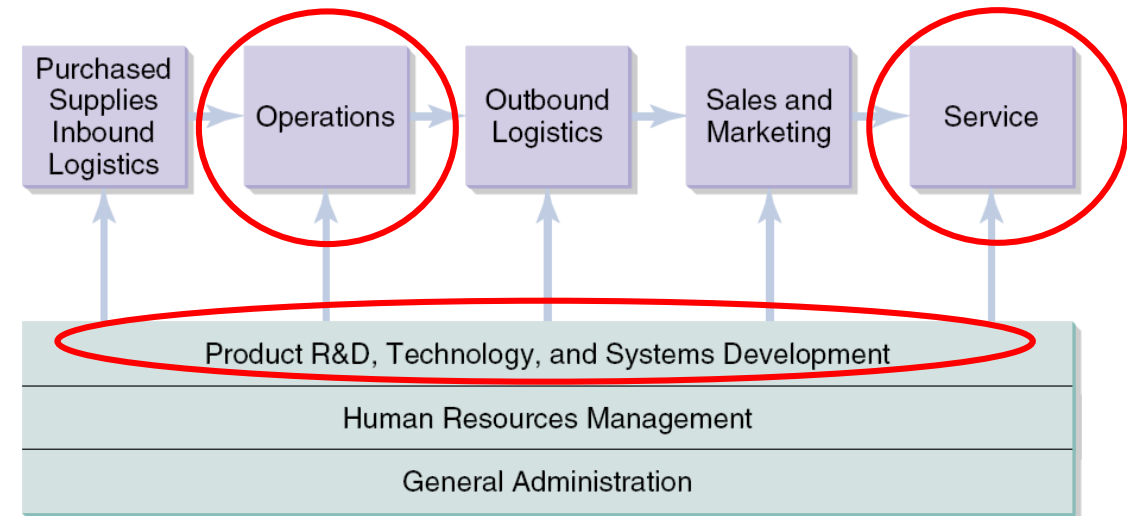 Purchased
Supplies
Inbound
Logistics
Operations
Outbound
Logistics
Sales and
Marketing
Service
Product R&D, Technology, and Systems Development
Human Resources Management
General Administration